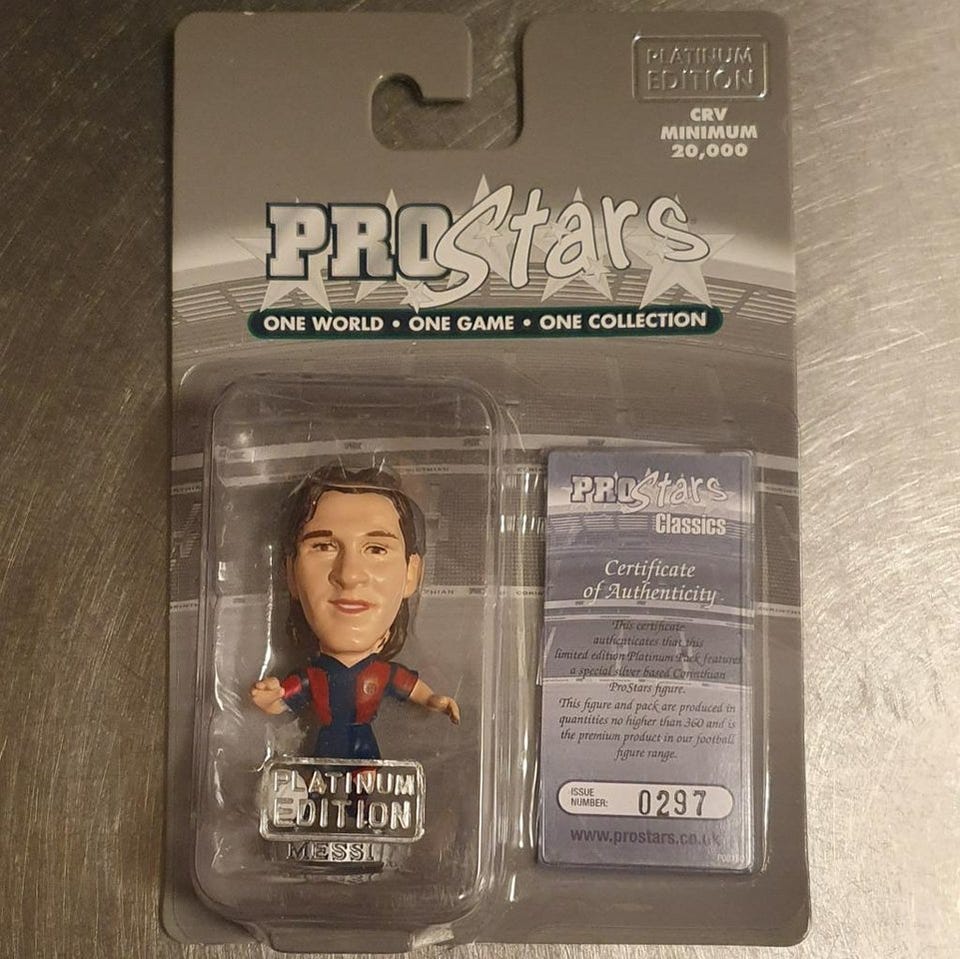 PLATINUM
EDITION
CRV
MINIMUM
20,000
PROStars
ONE WORLD • ONE GAME • ONE COLLECTION
PLATINUM
EDITION
MESSI
PROStars
Classics
Certificate
of Authenticity
This certificate
authenticates that this
limited edition Platinum Pack features
a special silver based Corinthian
ProStars figure.
This figure and pack are produced in
quantities no higher than 360 and is
the premium product in our football
figure range.
ISSUE
NUMBER: 0297
www.prostars.co.uk